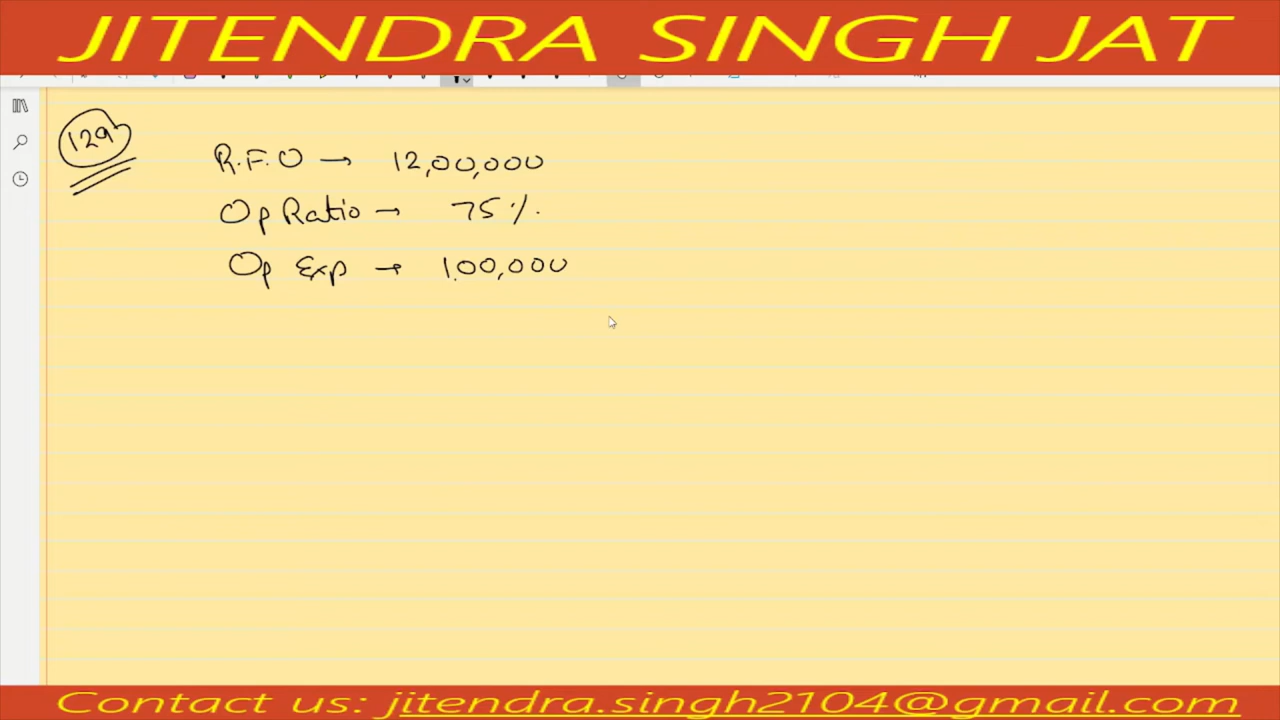 JITENDRA SINGH JAT
129
R.F.O → 12,00,000
Op Ratio → 75%
Op Exp → 1,00,000
Contact us: jitendra.singh2104@gmail.com